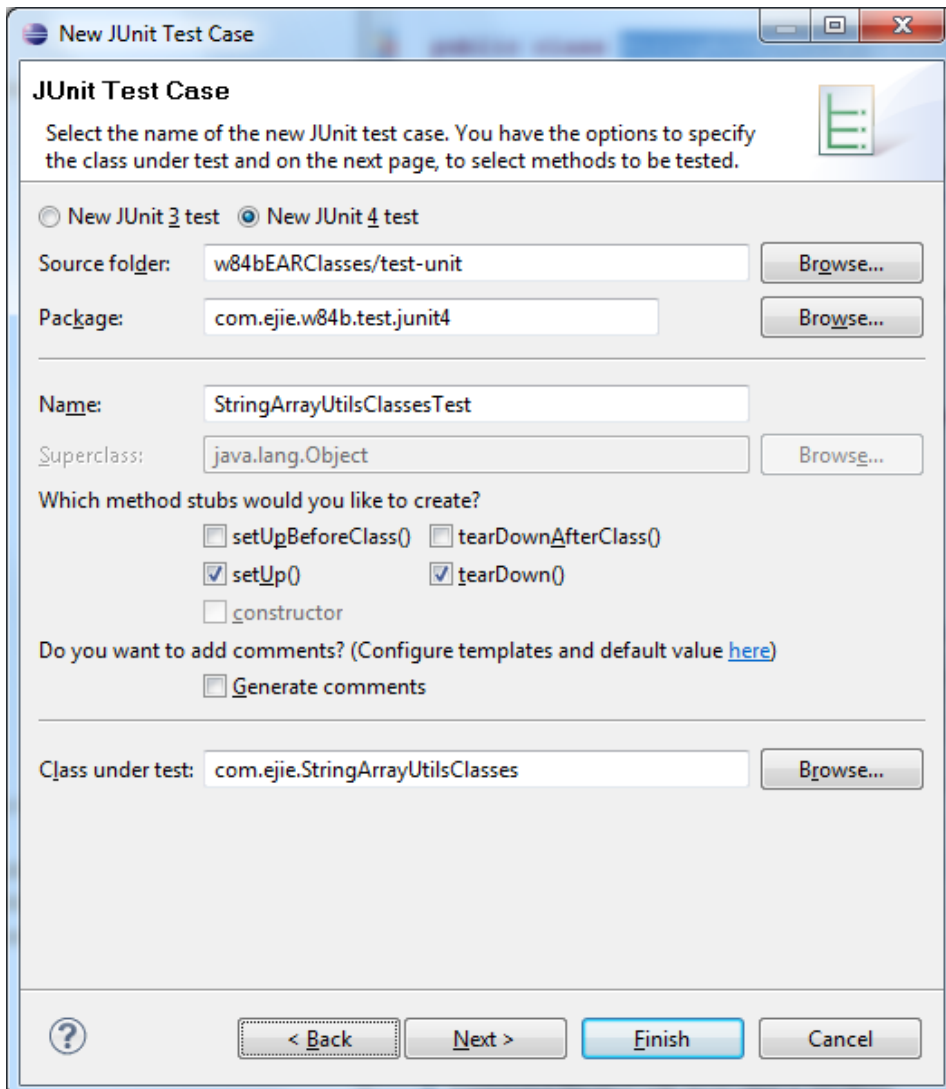 New JUnit Test Case
public class
JUnit Test Case
Select the name of the new JUnit test case. You have the options to specify
the class under test and on the next page, to select methods to be tested.
New JUnit 3 test New JUnit 4 test
Source folder: w84bEARClasses/test-unit Browse...
Package: com.ejie.w84b.test.junit4 Browse...
Name: StringArrayUtilsClassesTest
Superclass: java.lang.Object Browse...
Which method stubs would you like to create?
setUpBeforeClass() tearDownAfterClass()
setUp() tearDown()
constructor
Do you want to add comments? (Configure templates and default value here)
Generate comments
Class under test: com.ejie.StringArrayUtilsClasses Browse...
? < Back Next > Finish Cancel